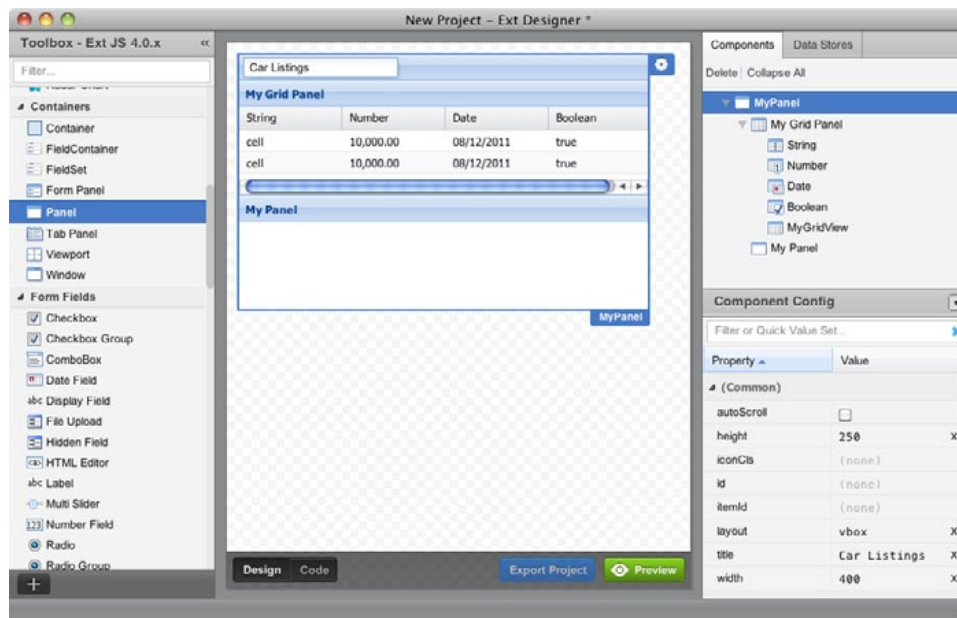 New Project – Ext Designer *
Toolbox - Ext JS 4.0.x «
Filter...
Containers
Container
FieldContainer
FieldSet
Form Panel
Panel
Tab Panel
Viewport
Window
Form Fields
Checkbox
Checkbox Group
ComboBox
Date Field
abc Display Field
File Upload
Hidden Field
HTML Editor
abc Label
Multi Slider
123 Number Field
Radio
Radio Group
Car Listings
My Grid Panel
String Number Date Boolean
cell 10,000.00 08/12/2011 true
cell 10,000.00 08/12/2011 true
My Panel
MyPanel
Design Code Export Project Preview
Components Data Stores
Delete | Collapse All
MyPanel
My Grid Panel
String
Number
Date
Boolean
MyGridView
My Panel
Component Config
Filter or Quick Value Set...
Property Value
(Common)
autoScroll
height 250 X
iconCls (none)
id (none)
itemId (none)
layout vbox X
title Car Listings X
width 400 X